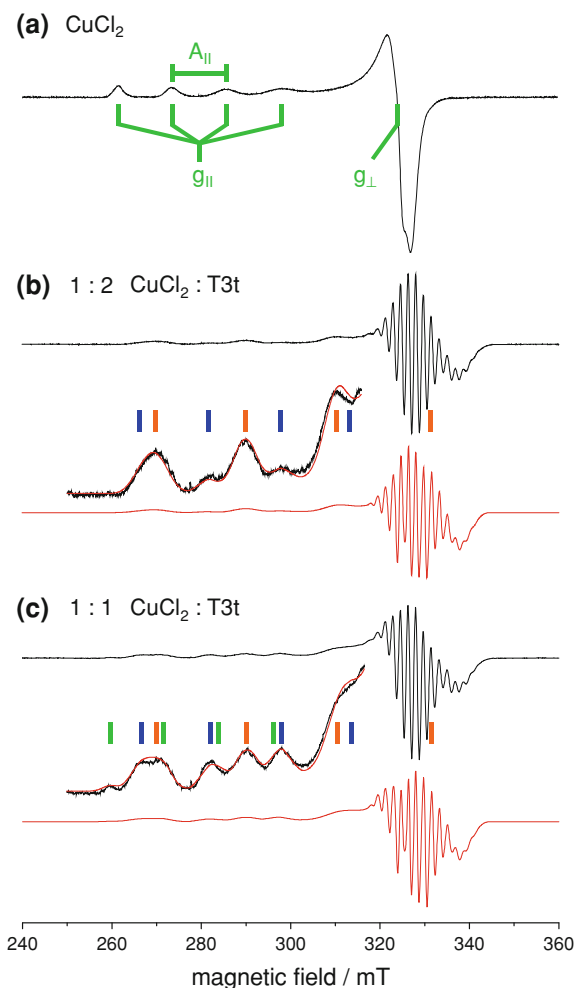 (a) CuCl₂
A||
g||
g⊥
(b) 1 : 2 CuCl₂ : T3t
(c) 1 : 1 CuCl₂ : T3t
240 260 280 300 320 340 360
magnetic field / mT